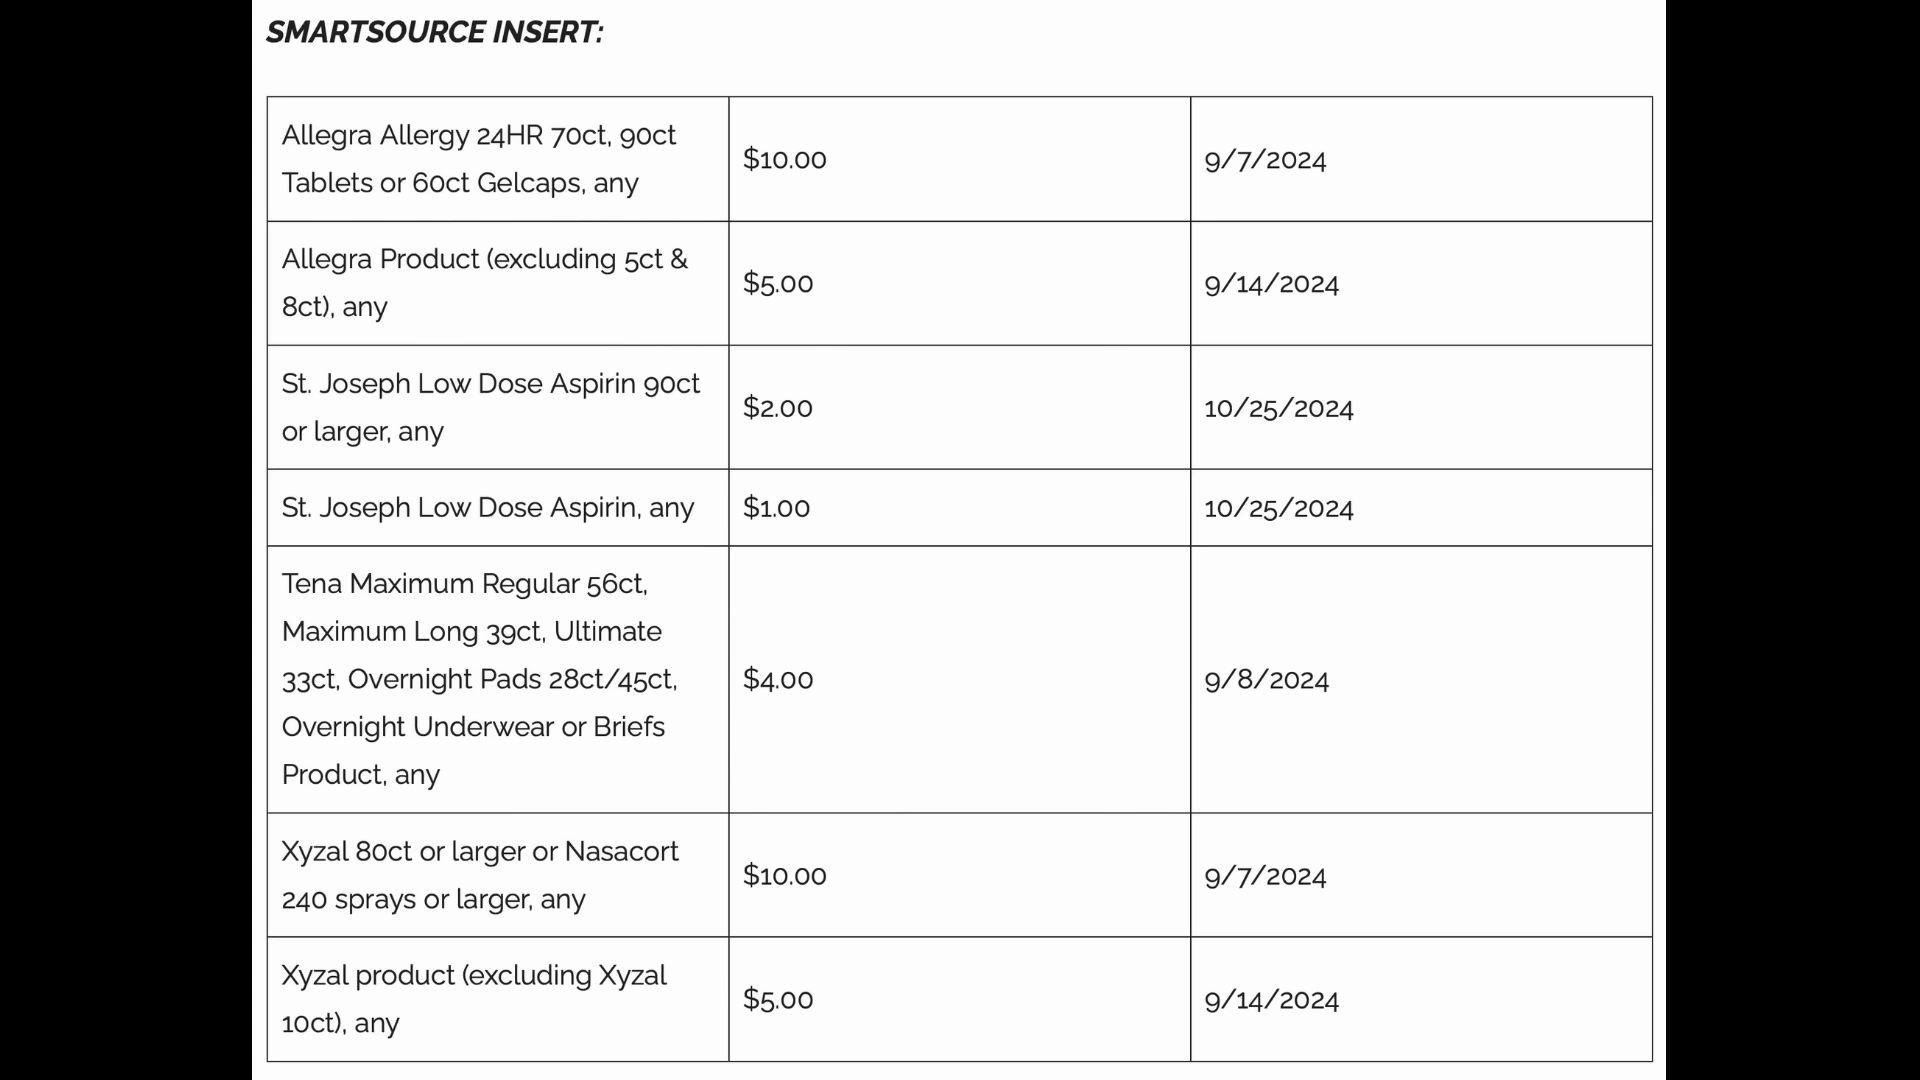 SMARTSOURCE INSERT:
Allegra Allergy 24HR 70ct, 90ct
Tablets or 60ct Gelcaps, any
$10.00
9/7/2024
Allegra Product (excluding 5ct &
8ct), any
$5.00
9/14/2024
St. Joseph Low Dose Aspirin 90ct
or larger, any
$2.00
10/25/2024
St. Joseph Low Dose Aspirin, any
$1.00
10/25/2024
Tena Maximum Regular 56ct,
Maximum Long 39ct, Ultimate
33ct, Overnight Pads 28ct/45ct,
Overnight Underwear or Briefs
Product, any
$4.00
9/8/2024
Xyzal 80ct or larger or Nasacort
240 sprays or larger, any
$10.00
9/7/2024
Xyzal product (excluding Xyzal
10ct), any
$5.00
9/14/2024